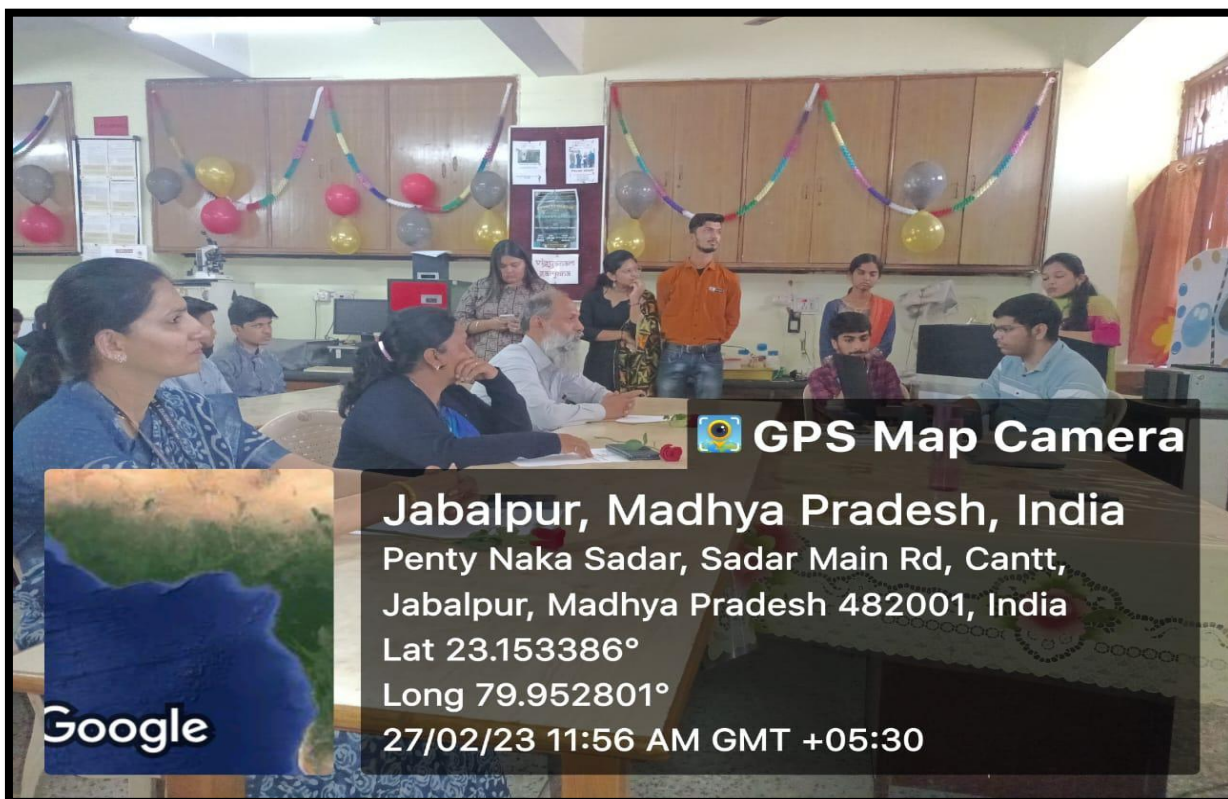 GPS Map Camera
Jabalpur, Madhya Pradesh, India
Penty Naka Sadar, Sadar Main Rd, Cantt,
Jabalpur, Madhya Pradesh 482001, India
Lat 23.153386°
Long 79.952801°
27/02/23 11:56 AM GMT +05:30
Google